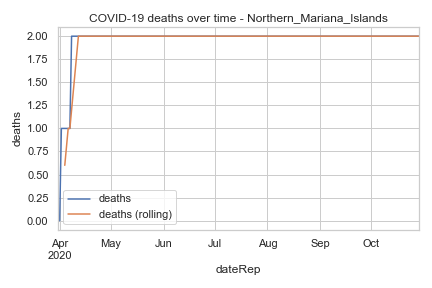 COVID-19 deaths over time - Northern_Mariana_Islands
deaths
2.00
1.75
1.50
1.25
1.00
0.75
0.50
0.25
0.00
deaths
deaths (rolling)
Apr May Jun Jul Aug Sep Oct
2020
dateRep